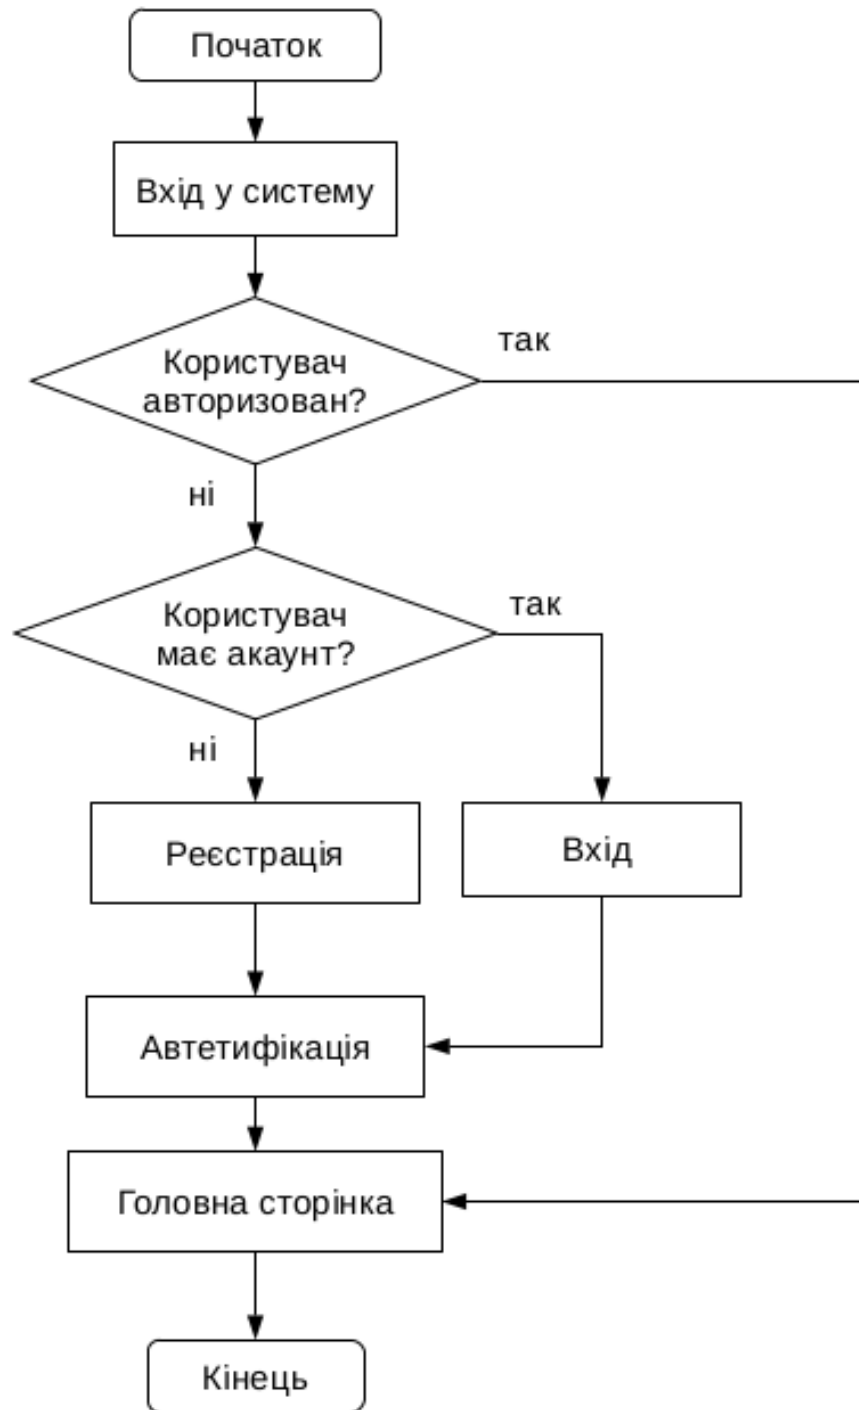 Початок
Вхід у систему
Користувач
авторизован?
так
ні
Користувач
має акаунт?
так
ні
Реєстрація
Вхід
Автетифікація
Головна сторінка
Кінець